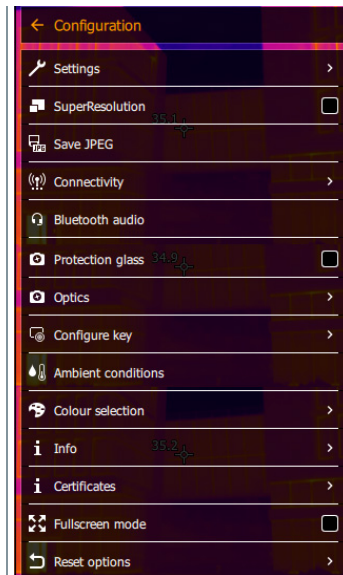 Configuration
Settings
SuperResolution
35.1
JPG Save JPEG
Connectivity
Bluetooth audio
Protection glass 34.9
Optics
Configure key
Ambient conditions
Colour selection
Info 35.2
Certificates
Fullscreen mode
Reset options